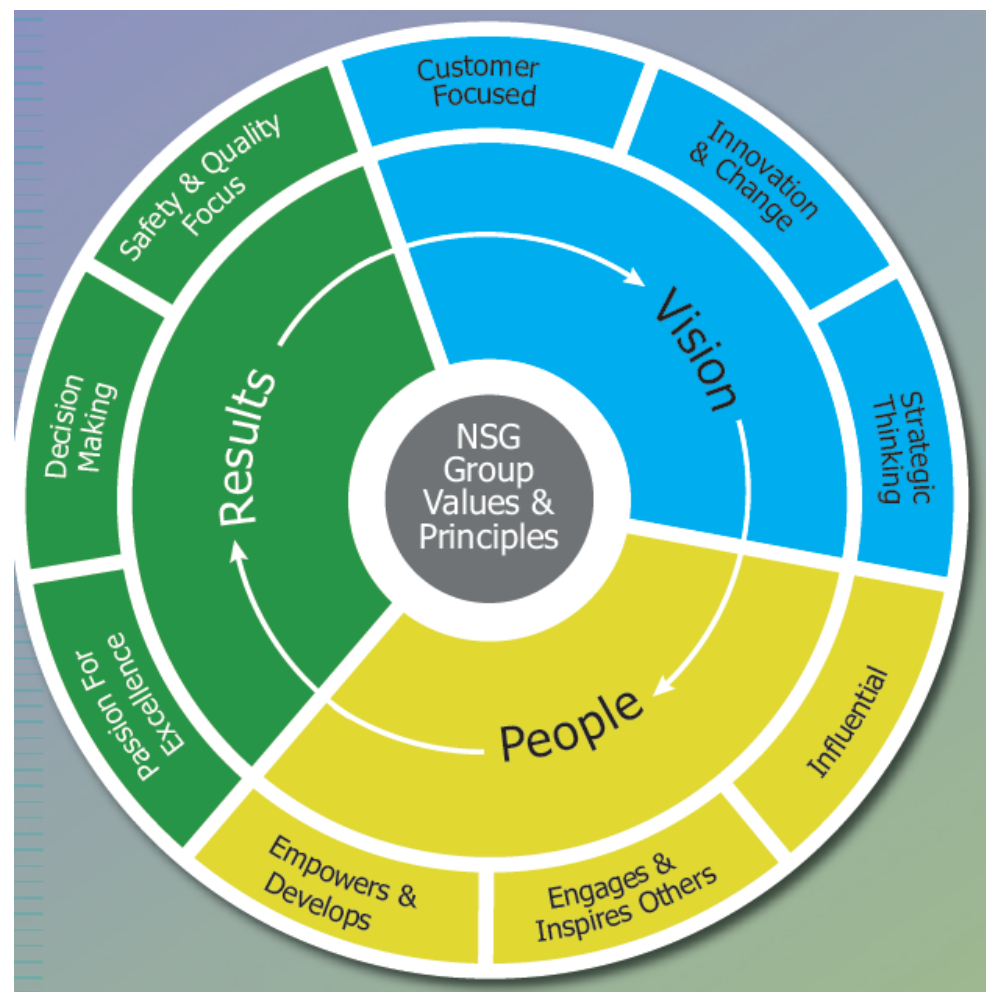 Customer
Focused
Innovation
& Change
Strategic
Thinking
Vision
Influential
Engages &
Inspires Others
Empowers &
Develops
People
Passion For
Excellence
Decision
Making
Safety & Quality
Focus
Results
NSG
Group
Values &
Principles